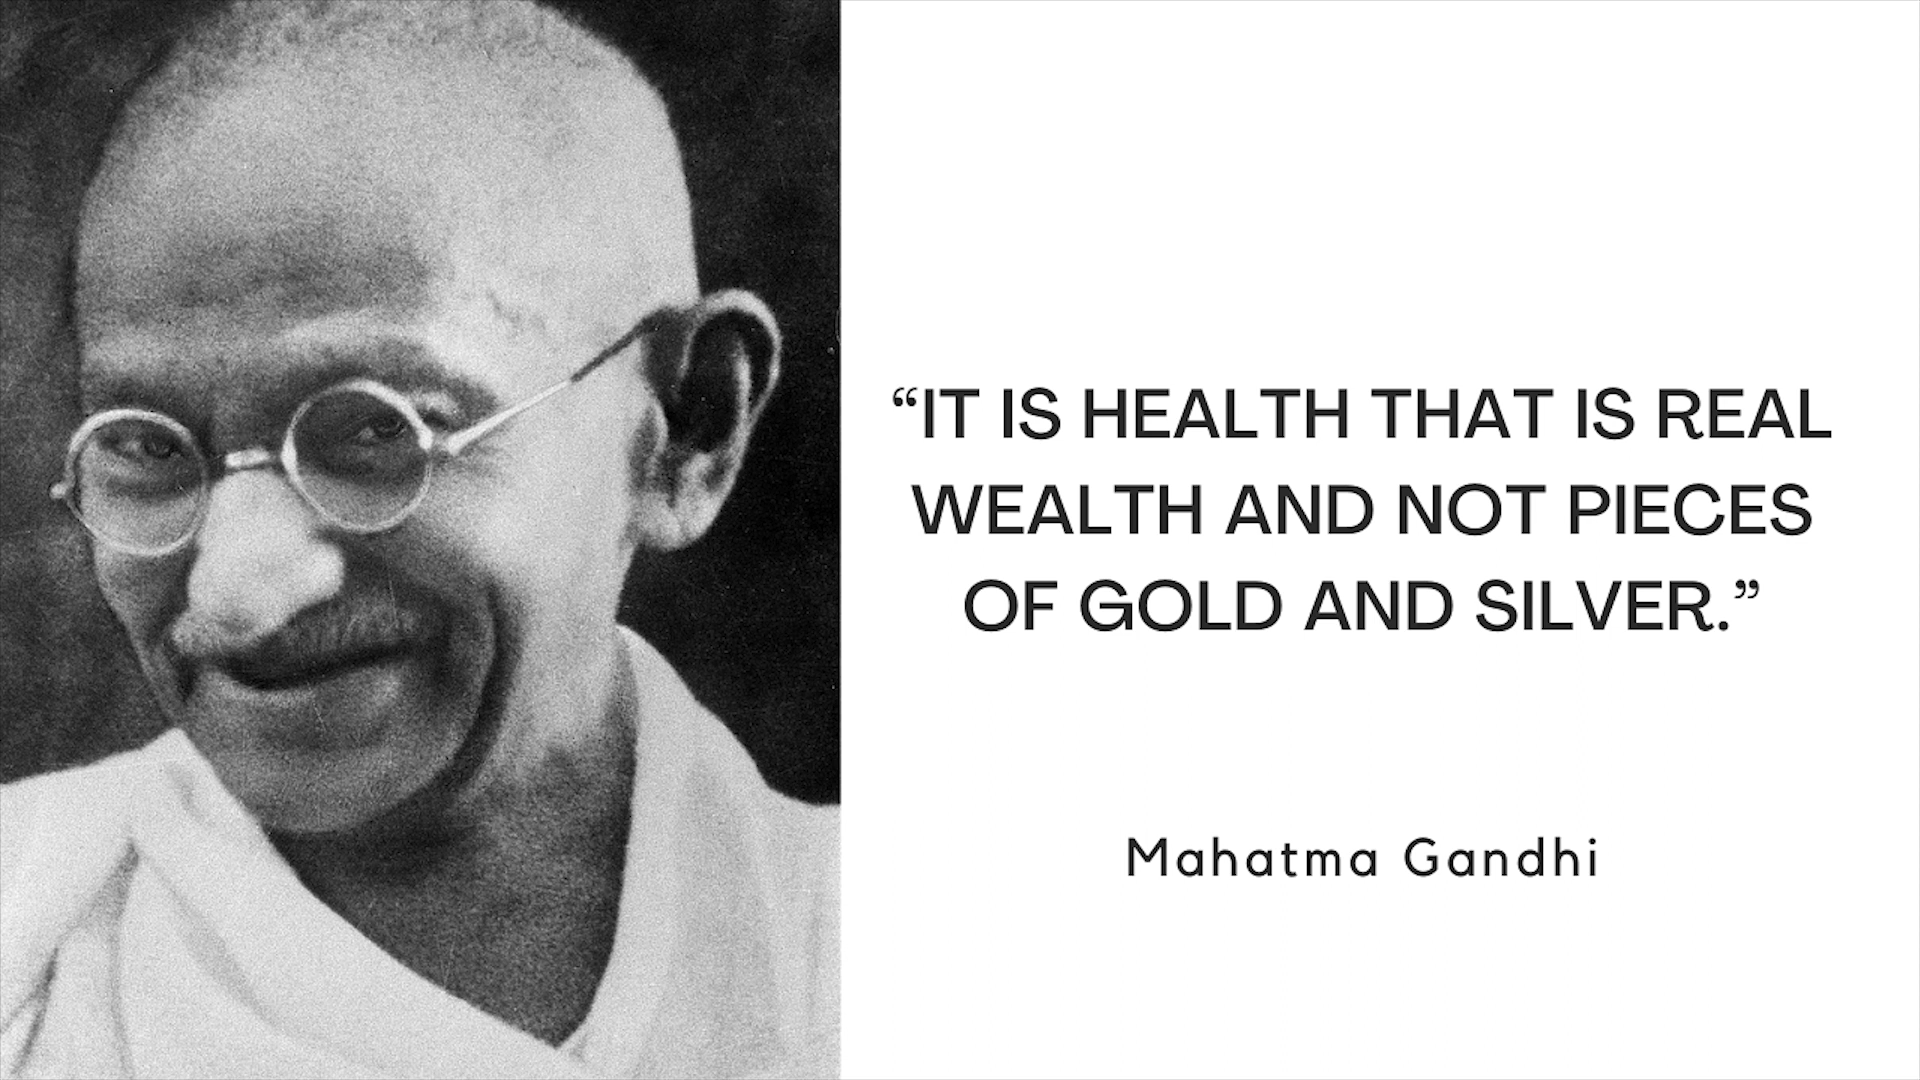 “IT IS HEALTH THAT IS REAL
WEALTH AND NOT PIECES
OF GOLD AND SILVER.”
Mahatma Gandhi